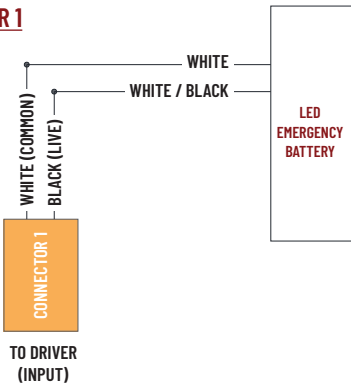 R 1
WHITE
WHITE / BLACK
LED
EMERGENCY
BATTERY
WHITE (COMMON)
BLACK (LIVE)
CONNECTOR 1
TO DRIVER
(INPUT)